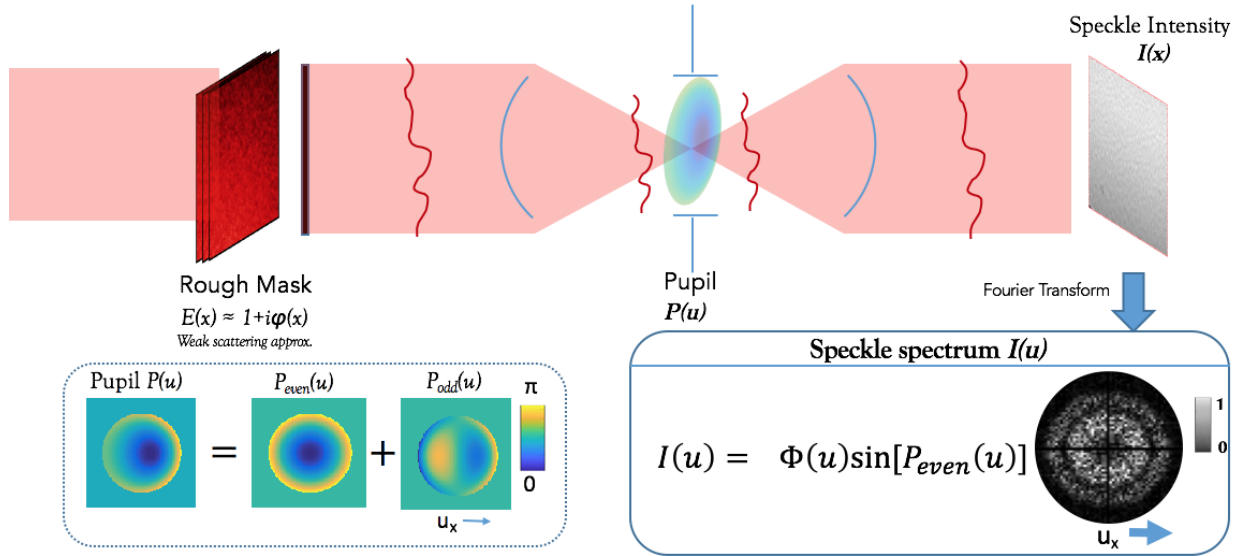 Speckle Intensity
I(x)
Rough Mask
E(x) ≈ 1+iφ(x)
Weak scattering approx.
Pupil
P(u)
Fourier Transform
Pupil P(u)
P_even(u)
P_odd(u)
π
=
+
0
u_x
Speckle spectrum I(u)
I(u) = Φ(u)sin[P_even(u)]
1
0
u_x